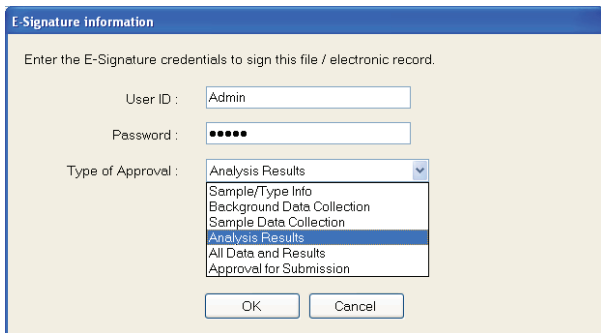 E-Signature information
Enter the E-Signature credentials to sign this file / electronic record.
User ID : Admin
Password : •••••
Type of Approval : Analysis Results
Sample/Type Info
Background Data Collection
Sample Data Collection
Analysis Results
All Data and Results
Approval for Submission
OK Cancel